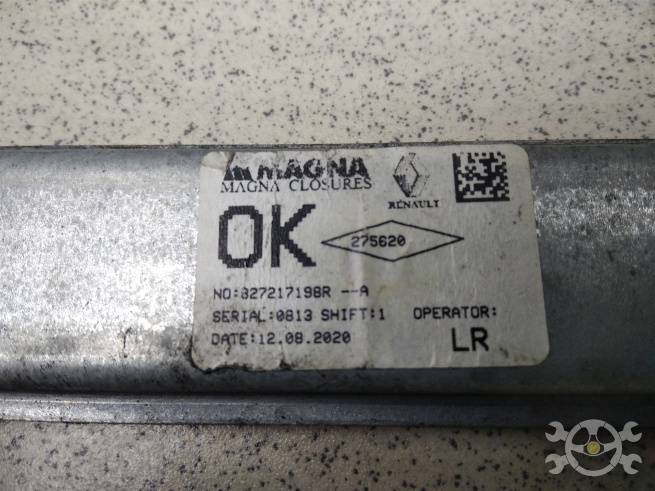 MAGNA
MAGNA CLOSURES
RENAULT
OK
275620
NO:827217198R --A
SERIAL:0813 SHIFT:1 OPERATOR:
DATE:12.08.2020 LR